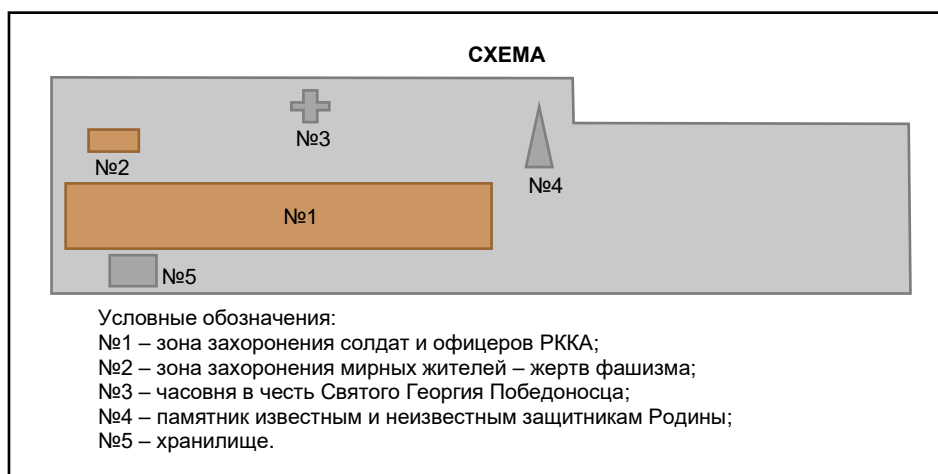 СХЕМА
№3
№2
№4
№1
№5
Условные обозначения:
№1 – зона захоронения солдат и офицеров РККА;
№2 – зона захоронения мирных жителей – жертв фашизма;
№3 – часовня в честь Святого Георгия Победоносца;
№4 – памятник известным и неизвестным защитникам Родины;
№5 – хранилище.